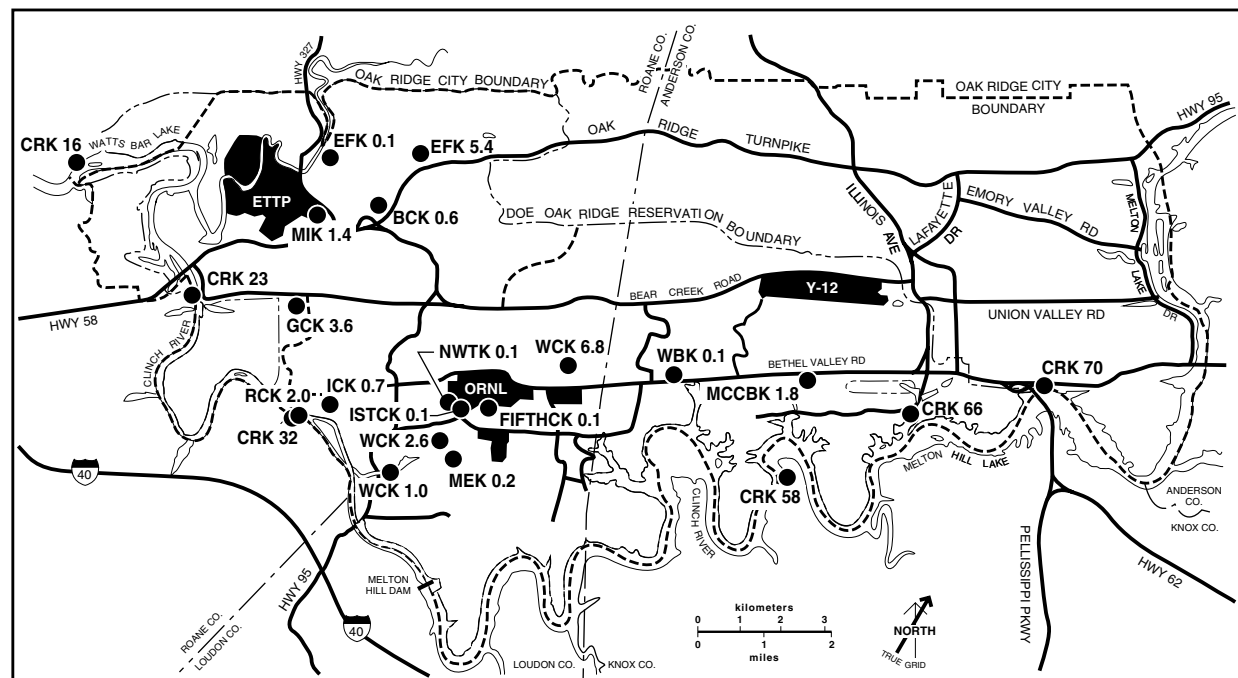 HWY 327
OAK RIDGE CITY BOUNDARY
ROANE CO.
ANDERSON CO.
OAK RIDGE CITY
BOUNDARY
HWY 95
CRK 16
WATTS BAR LAKE
EFK 0.1
EFK 5.4
OAK RIDGE TURNPIKE
ETTP
BCK 0.6
MIK 1.4
DOE OAK RIDGE RESERVATION BOUNDARY
ILLINOIS AVE
LAFAYETTE
DR
EMORY VALLEY RD
MELTON
LAKE
DR
CRK 23
HWY 58
GCK 3.6
BEAR CREEK ROAD
Y-12
UNION VALLEY RD
CLINCH RIVER
NWTK 0.1
WCK 6.8
WBK 0.1
BETHEL VALLEY RD
CRK 70
RCK 2.0
ICK 0.7
ORNL
MCCBK 1.8
ISTCK 0.1
FIFTHCK 0.1
CRK 66
CRK 32
WCK 2.6
MELTON HILL LAKE
40
WCK 1.0
MEK 0.2
CRK 58
CLINCH RIVER
ANDERSON
CO.
KNOX CO.
PELLISSIPPI PKWY
HWY 62
HWY 95
MELTON
HILL DAM
ROANE CO.
LOUDON CO.
40
LOUDON CO.
KNOX CO.
kilometers
0 1 2 3
0 1 2
miles
NORTH
TRUE GRID